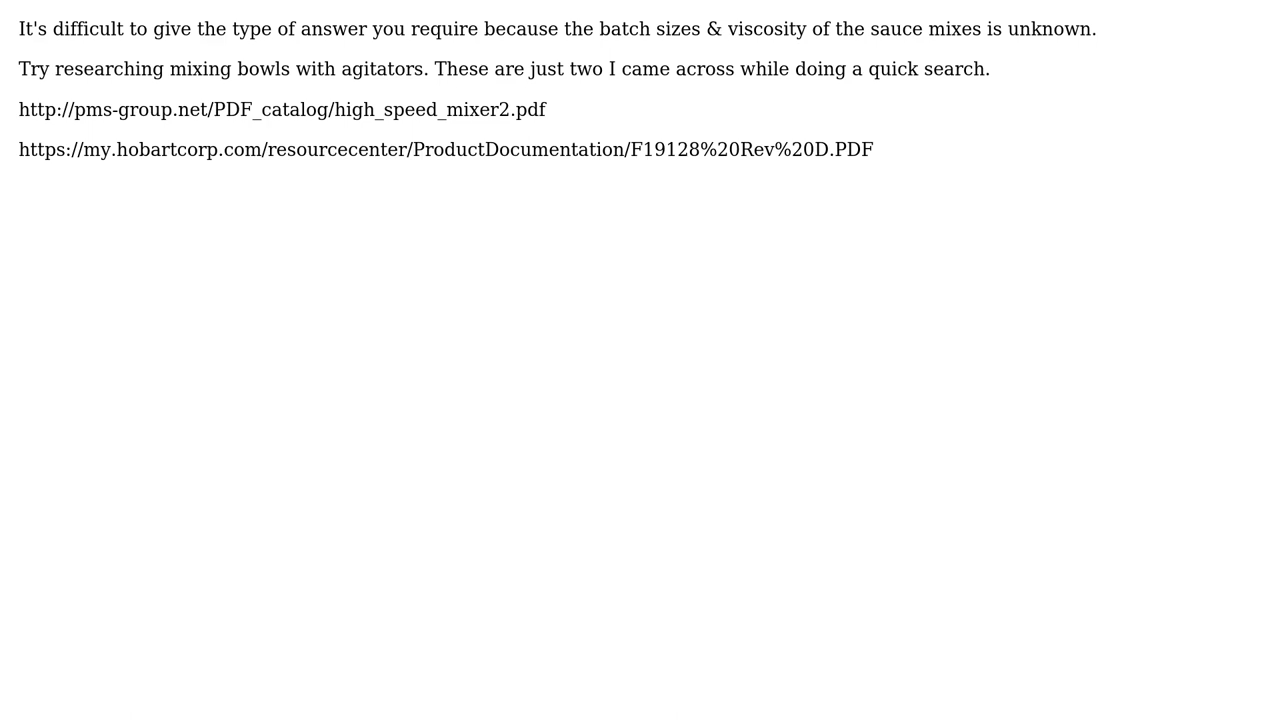 It's difficult to give the type of answer you require because the batch sizes & viscosity of the sauce mixes is unknown.
Try researching mixing bowls with agitators. These are just two I came across while doing a quick search.
http://pms-group.net/PDF_catalog/high_speed_mixer2.pdf
https://my.hobartcorp.com/resourcecenter/ProductDocumentation/F19128%20Rev%20D.PDF